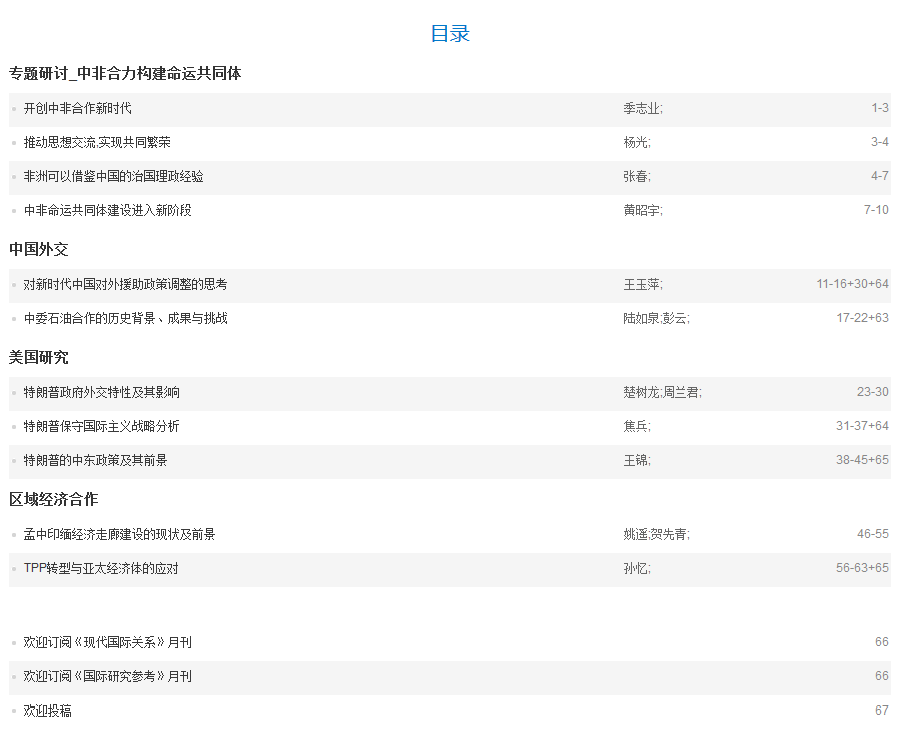 目录
专题研讨_中非合力构建命运共同体
开创中非合作新时代 季志业; 1-3
推动思想交流,实现共同繁荣 杨光; 3-4
非洲可以借鉴中国的治国理政经验 张春; 4-7
中非命运共同体建设进入新阶段 黄昭宇; 7-10
中国外交
对新时代中国对外援助政策调整的思考 王玉萍; 11-16+30+64
中委石油合作的历史背景、成果与挑战 陆如泉;彭云; 17-22+63
美国研究
特朗普政府外交特性及其影响 楚树龙;周兰君; 23-30
特朗普保守国际主义战略分析 焦兵; 31-37+64
特朗普的中东政策及其前景 王锦; 38-45+65
区域经济合作
孟中印缅经济走廊建设的现状及前景 姚遥;贺先青; 46-55
TPP转型与亚太经济体的应对 孙忆; 56-63+65
欢迎订阅《现代国际关系》月刊 66
欢迎订阅《国际研究参考》月刊 66
欢迎投稿 67